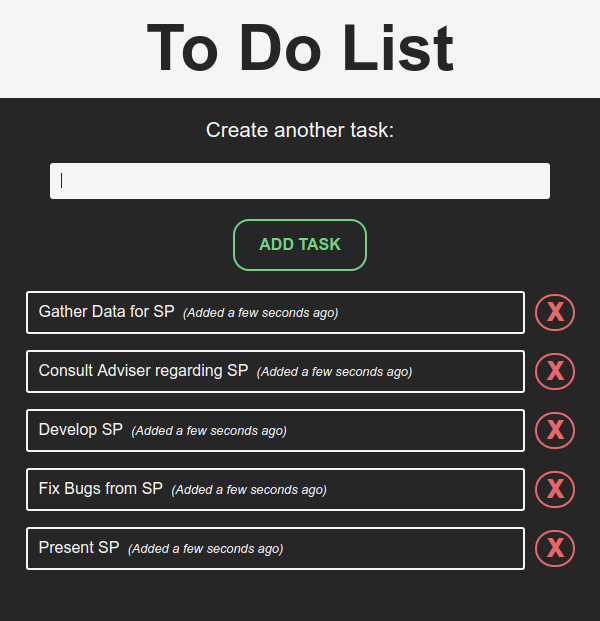 To Do List
Create another task:
ADD TASK
Gather Data for SP (Added a few seconds ago) X
Consult Adviser regarding SP (Added a few seconds ago) X
Develop SP (Added a few seconds ago) X
Fix Bugs from SP (Added a few seconds ago) X
Present SP (Added a few seconds ago) X